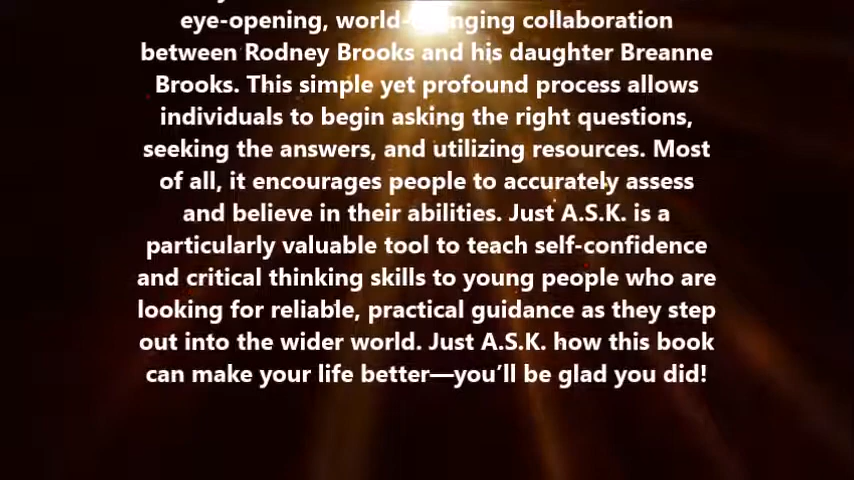 eye-opening, world-changing collaboration
between Rodney Brooks and his daughter Breanne
Brooks. This simple yet profound process allows
individuals to begin asking the right questions,
seeking the answers, and utilizing resources. Most
of all, it encourages people to accurately assess
and believe in their abilities. Just A.S.K. is a
particularly valuable tool to teach self-confidence
and critical thinking skills to young people who are
looking for reliable, practical guidance as they step
out into the wider world. Just A.S.K. how this book
can make your life better—you’ll be glad you did!